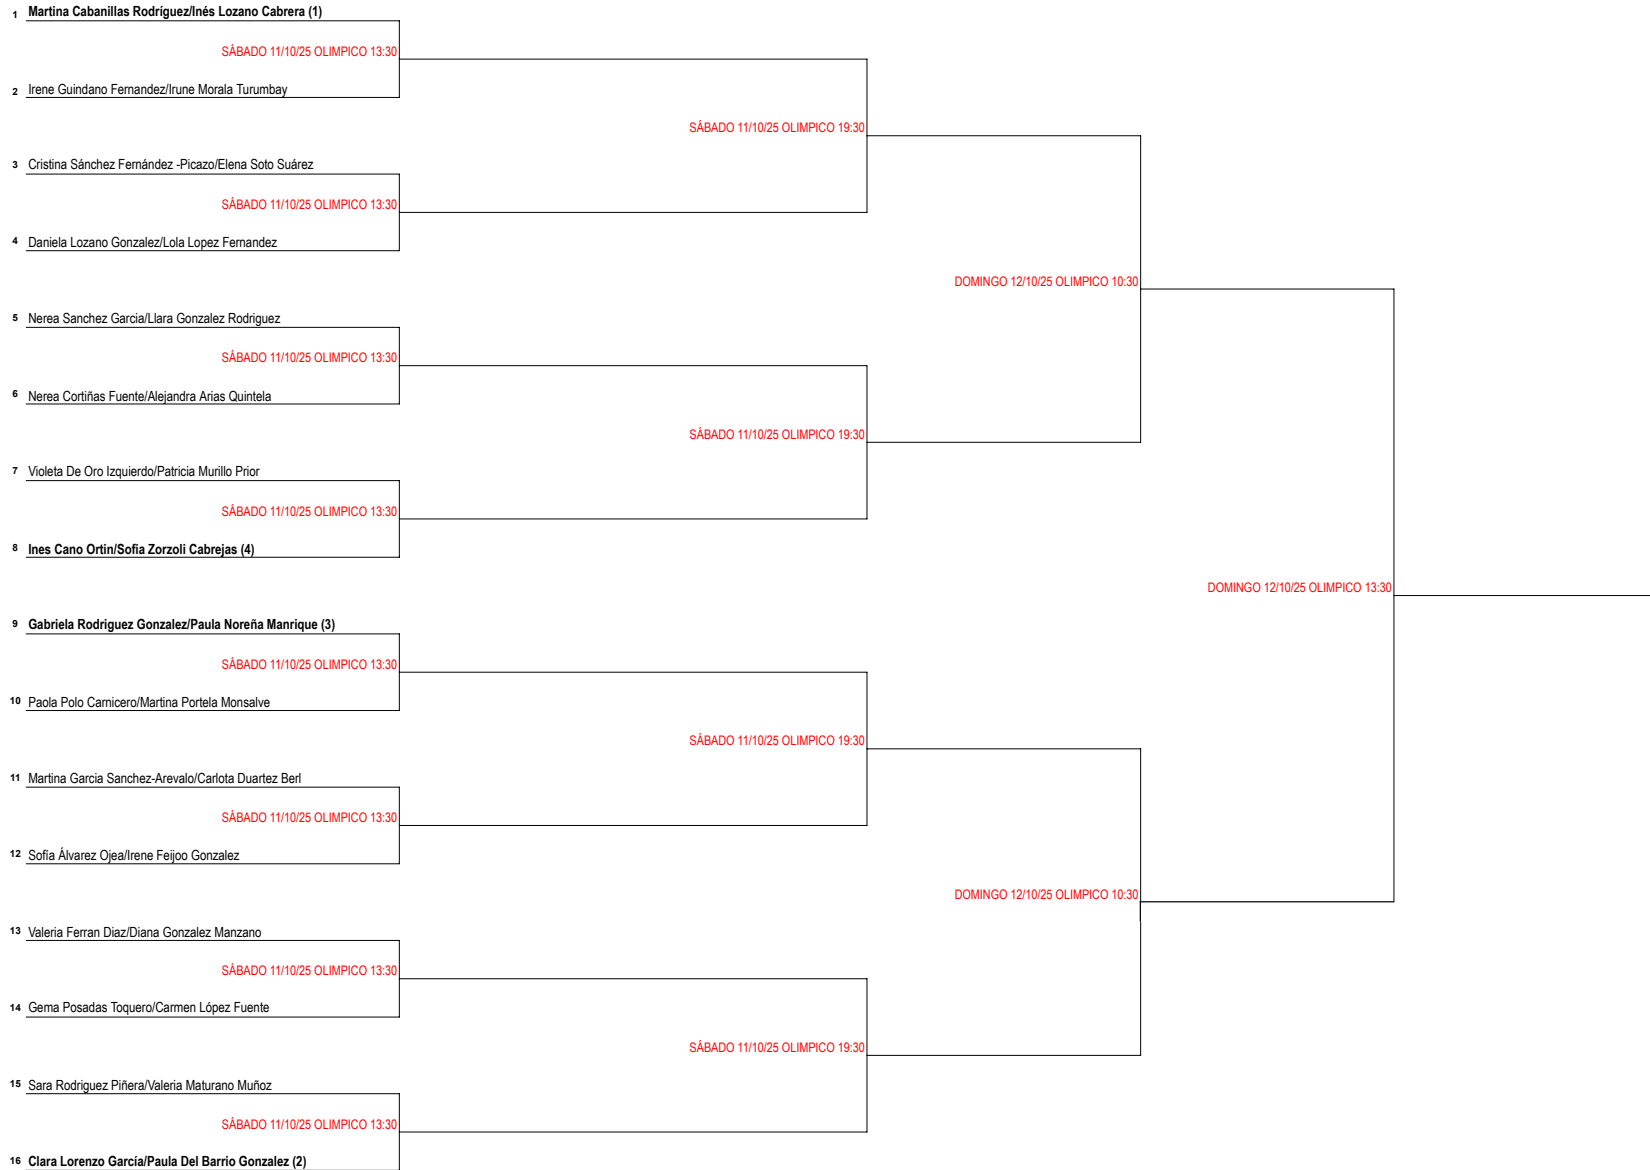 1 Martina Cabanillas Rodríguez/Inés Lozano Cabrera (1)
SÁBADO 11/10/25 OLIMPICO 13:30
2 Irene Guindano Fernandez/Irune Morala Turumbay
SÁBADO 11/10/25 OLIMPICO 19:30
3 Cristina Sánchez Fernández -Picazo/Elena Soto Suárez
SÁBADO 11/10/25 OLIMPICO 13:30
4 Daniela Lozano Gonzalez/Lola Lopez Fernandez
DOMINGO 12/10/25 OLIMPICO 10:30
5 Nerea Sanchez Garcia/Llara Gonzalez Rodriguez
SÁBADO 11/10/25 OLIMPICO 13:30
6 Nerea Cortiñas Fuente/Alejandra Arias Quintela
SÁBADO 11/10/25 OLIMPICO 19:30
7 Violeta De Oro Izquierdo/Patricia Murillo Prior
SÁBADO 11/10/25 OLIMPICO 13:30
8 Ines Cano Ortin/Sofia Zorzoli Cabrejas (4)
DOMINGO 12/10/25 OLIMPICO 13:30
9 Gabriela Rodriguez Gonzalez/Paula Noreña Manrique (3)
SÁBADO 11/10/25 OLIMPICO 13:30
10 Paola Polo Carnicero/Martina Portela Monsalve
SÁBADO 11/10/25 OLIMPICO 19:30
11 Martina Garcia Sanchez-Arevalo/Carlota Duartez Berl
SÁBADO 11/10/25 OLIMPICO 13:30
12 Sofía Álvarez Ojea/Irene Feijoo Gonzalez
DOMINGO 12/10/25 OLIMPICO 10:30
13 Valeria Ferran Diaz/Diana Gonzalez Manzano
SÁBADO 11/10/25 OLIMPICO 13:30
14 Gema Posadas Toquero/Carmen López Fuente
SÁBADO 11/10/25 OLIMPICO 19:30
15 Sara Rodriguez Piñera/Valeria Maturano Muñoz
SÁBADO 11/10/25 OLIMPICO 13:30
16 Clara Lorenzo García/Paula Del Barrio Gonzalez (2)